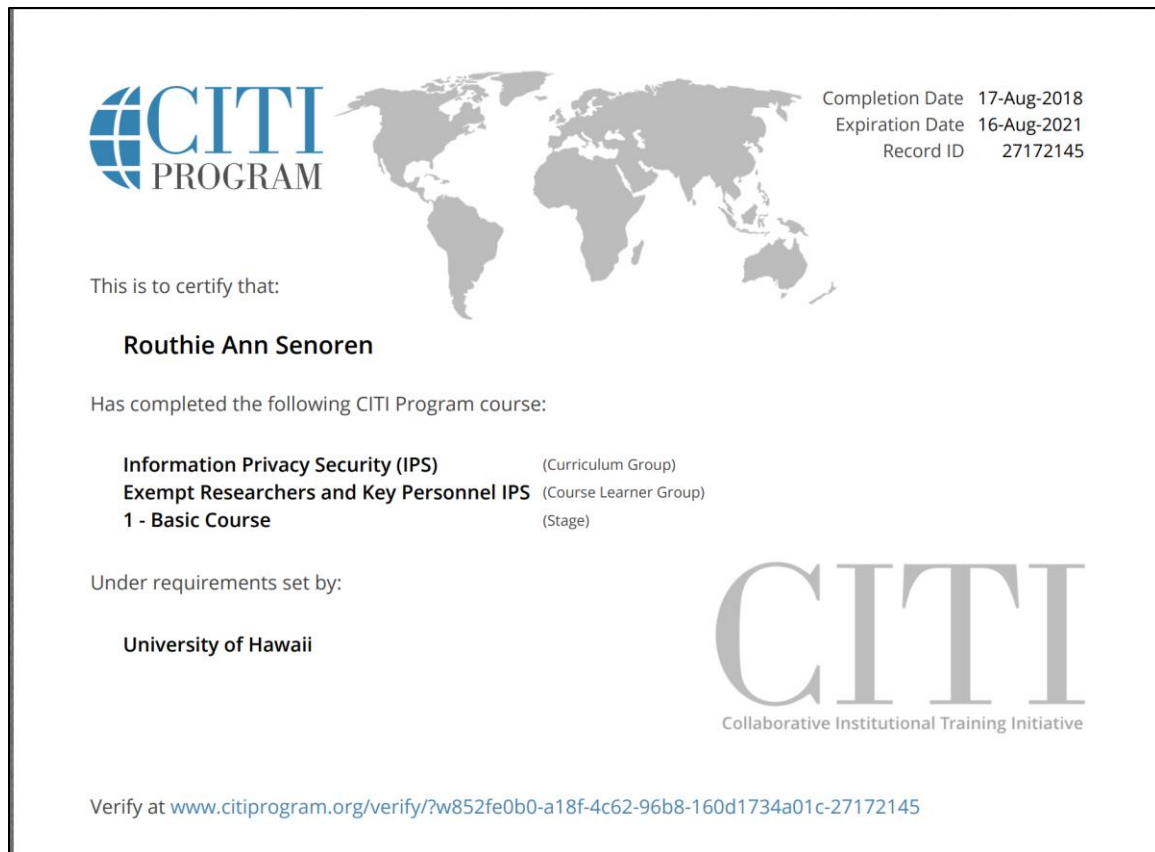 CITI
PROGRAM
Completion Date 17-Aug-2018
Expiration Date 16-Aug-2021
Record ID 27172145
This is to certify that:
Routhie Ann Senoren
Has completed the following CITI Program course:
Information Privacy Security (IPS) (Curriculum Group)
Exempt Researchers and Key Personnel IPS (Course Learner Group)
1 - Basic Course (Stage)
Under requirements set by:
University of Hawaii
CITI
Collaborative Institutional Training Initiative
Verify at www.citiprogram.org/verify/?w852fe0b0-a18f-4c62-96b8-160d1734a01c-27172145